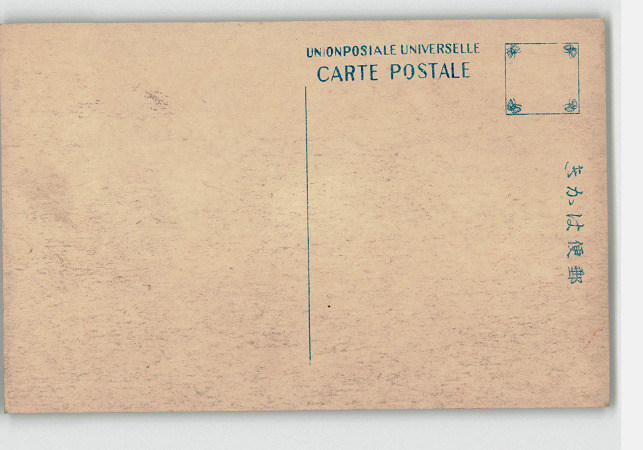 UNIONPOSIALE UNIVERSELLE
CARTE POSTALE
郵便はかき